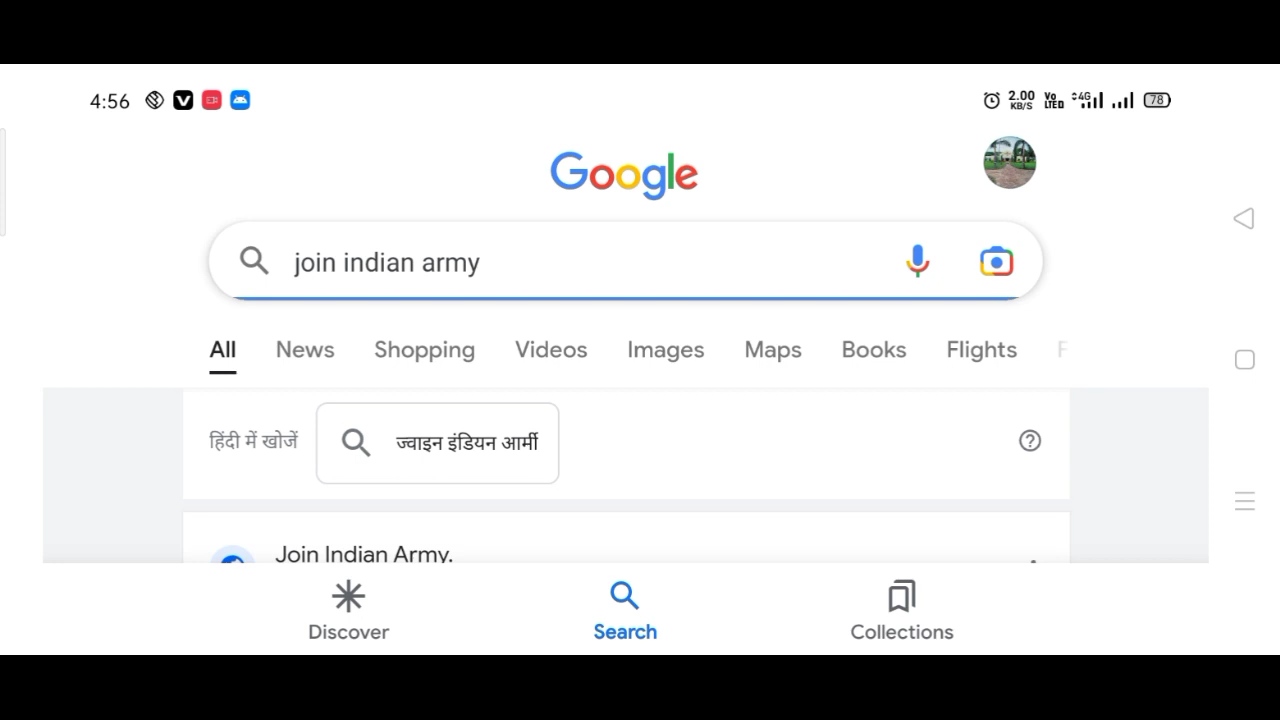 4:56
2.00 KB/S Vo LTED 4G 78
Google
join indian army
All News Shopping Videos Images Maps Books Flights F
हिंदी में खोजें ज्वाइन इंडियन आर्मी
Join Indian Army.
Discover Search Collections